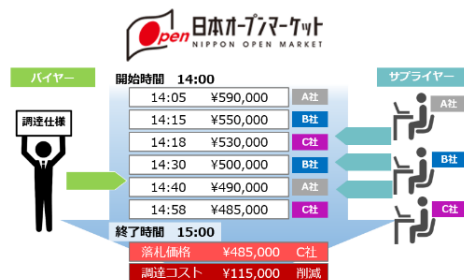 Open 日本オープンマーケット
NIPPON OPEN MARKET
バイヤー
開始時間 14:00
サプライヤー
調達仕様
14:05 ¥590,000 A社
14:15 ¥550,000 B社
14:18 ¥530,000 C社
14:30 ¥500,000 B社
14:40 ¥490,000 A社
14:58 ¥485,000 C社
A社
B社
C社
終了時間 15:00
落札価格 ¥485,000 C社
調達コスト ¥115,000 削減